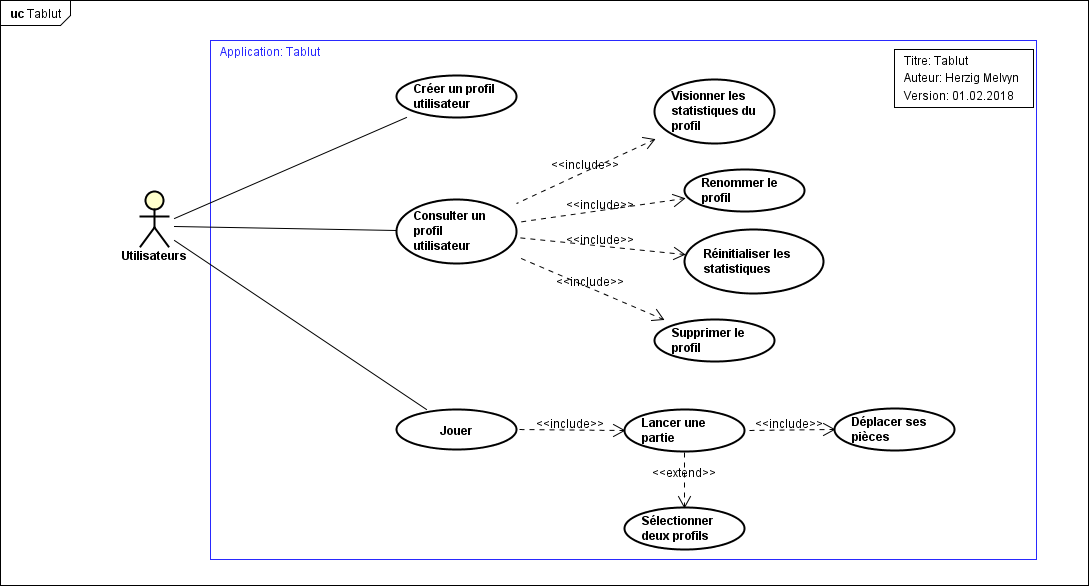 uc Tablut
Application: Tablut
Titre: Tablut
Auteur: Herzig Melvyn
Version: 01.02.2018
Créer un profil
utilisateur
Visionner les
statistiques du
profil
<<include>>
Renommer le
profil
<<include>>
Consulter un
profil
utilisateur
Utilisateurs
<<include>>
Réinitialiser les
statistiques
<<include>>
Supprimer le
profil
Jouer
<<include>>
Lancer une
partie
<<include>>
Déplacer ses
pièces
<<extend>>
Sélectionner
deux profils